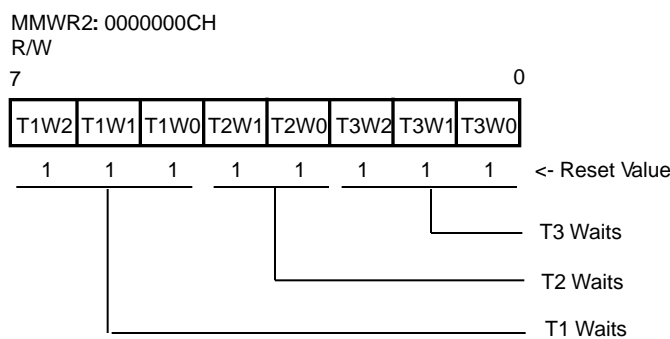 MMWR2: 0000000CH
R/W
7 0
T1W2 T1W1 T1W0 T2W1 T2W0 T3W2 T3W1 T3W0
1 1 1 1 1 1 1 1 <- Reset Value
T3 Waits
T2 Waits
T1 Waits